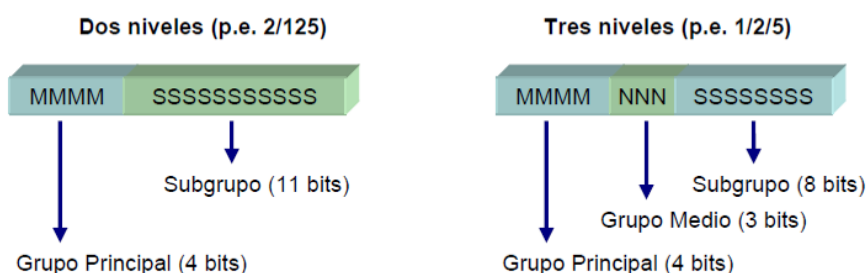 Dos niveles (p.e. 2/125)
MMMM SSSSSSSSSSS
Subgrupo (11 bits)
Grupo Principal (4 bits)
Tres niveles (p.e. 1/2/5)
MMMM NNN SSSSSSSS
Subgrupo (8 bits)
Grupo Medio (3 bits)
Grupo Principal (4 bits)